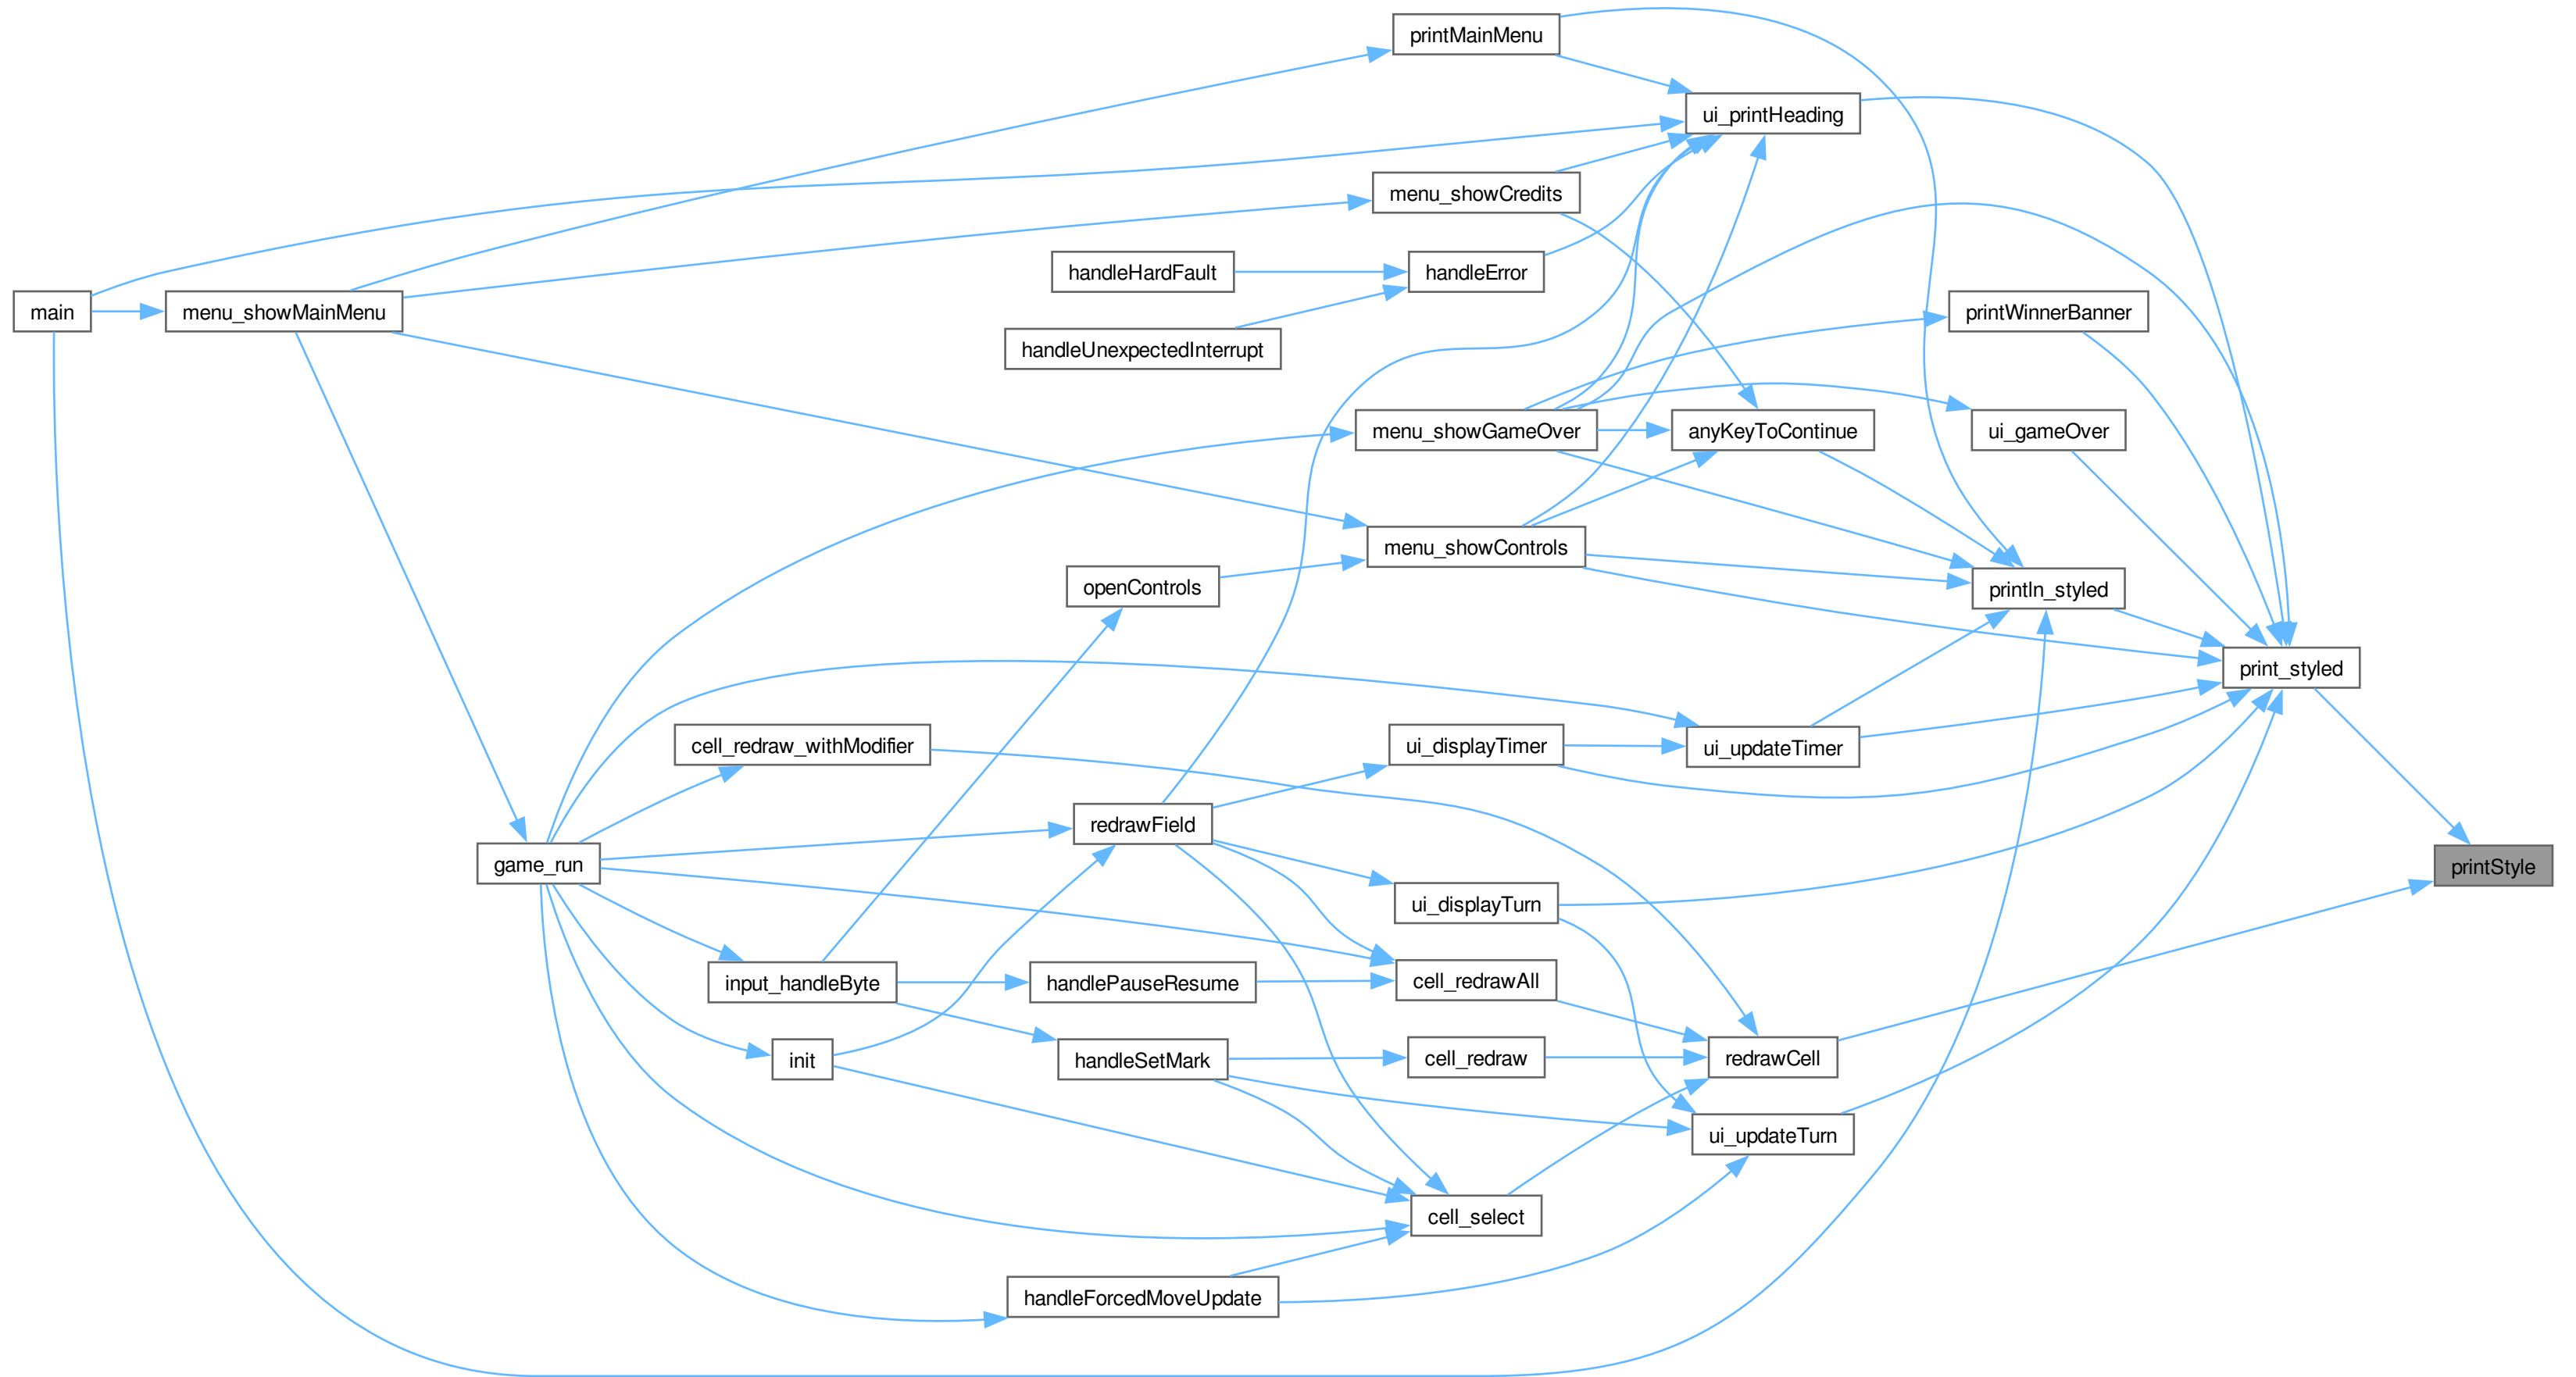 printMainMenu
ui_printHeading
menu_showCredits
handleHardFault
handleError
main
menu_showMainMenu
printWinnerBanner
handleUnexpectedInterrupt
menu_showGameOver
anyKeyToContinue
ui_gameOver
menu_showControls
openControls
println_styled
print_styled
cell_redraw_withModifier
ui_displayTimer
ui_updateTimer
redrawField
game_run
printStyle
ui_displayTurn
input_handleByte
handlePauseResume
cell_redrawAll
init
handleSetMark
cell_redraw
redrawCell
ui_updateTurn
cell_select
handleForcedMoveUpdate